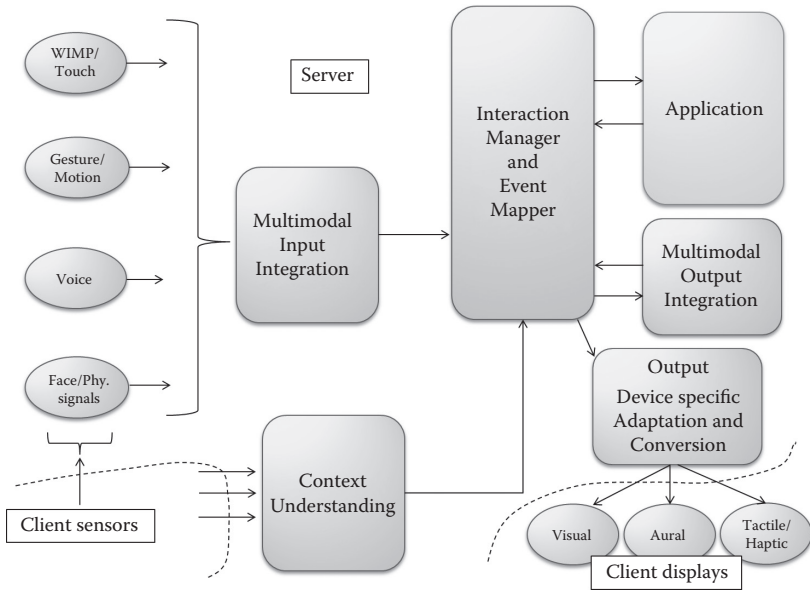 WIMP/
Touch
Gesture/
Motion
Voice
Face/Phy.
signals
Client sensors
Server
Multimodal
Input
Integration
Context
Understanding
Interaction
Manager
and
Event
Mapper
Application
Multimodal
Output
Integration
Output
Device specific
Adaptation and
Conversion
Visual
Aural
Tactile/
Haptic
Client displays